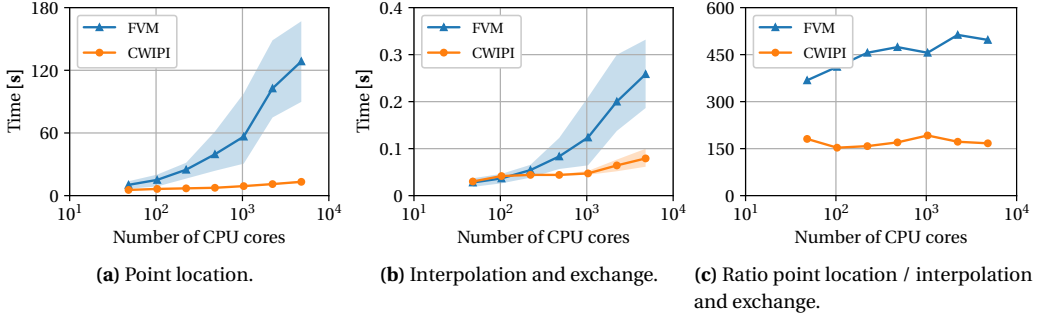 180
120
60
0
Time [s]
FVM
CWIPI
10^1
10^2
10^3
10^4
Number of CPU cores
(a) Point location.
0.4
0.3
0.2
0.1
0
Time [s]
FVM
CWIPI
10^1
10^2
10^3
10^4
Number of CPU cores
(b) Interpolation and exchange.
600
450
300
150
0
FVM
CWIPI
10^1
10^2
10^3
10^4
Number of CPU cores
(c) Ratio point location / interpolation
and exchange.